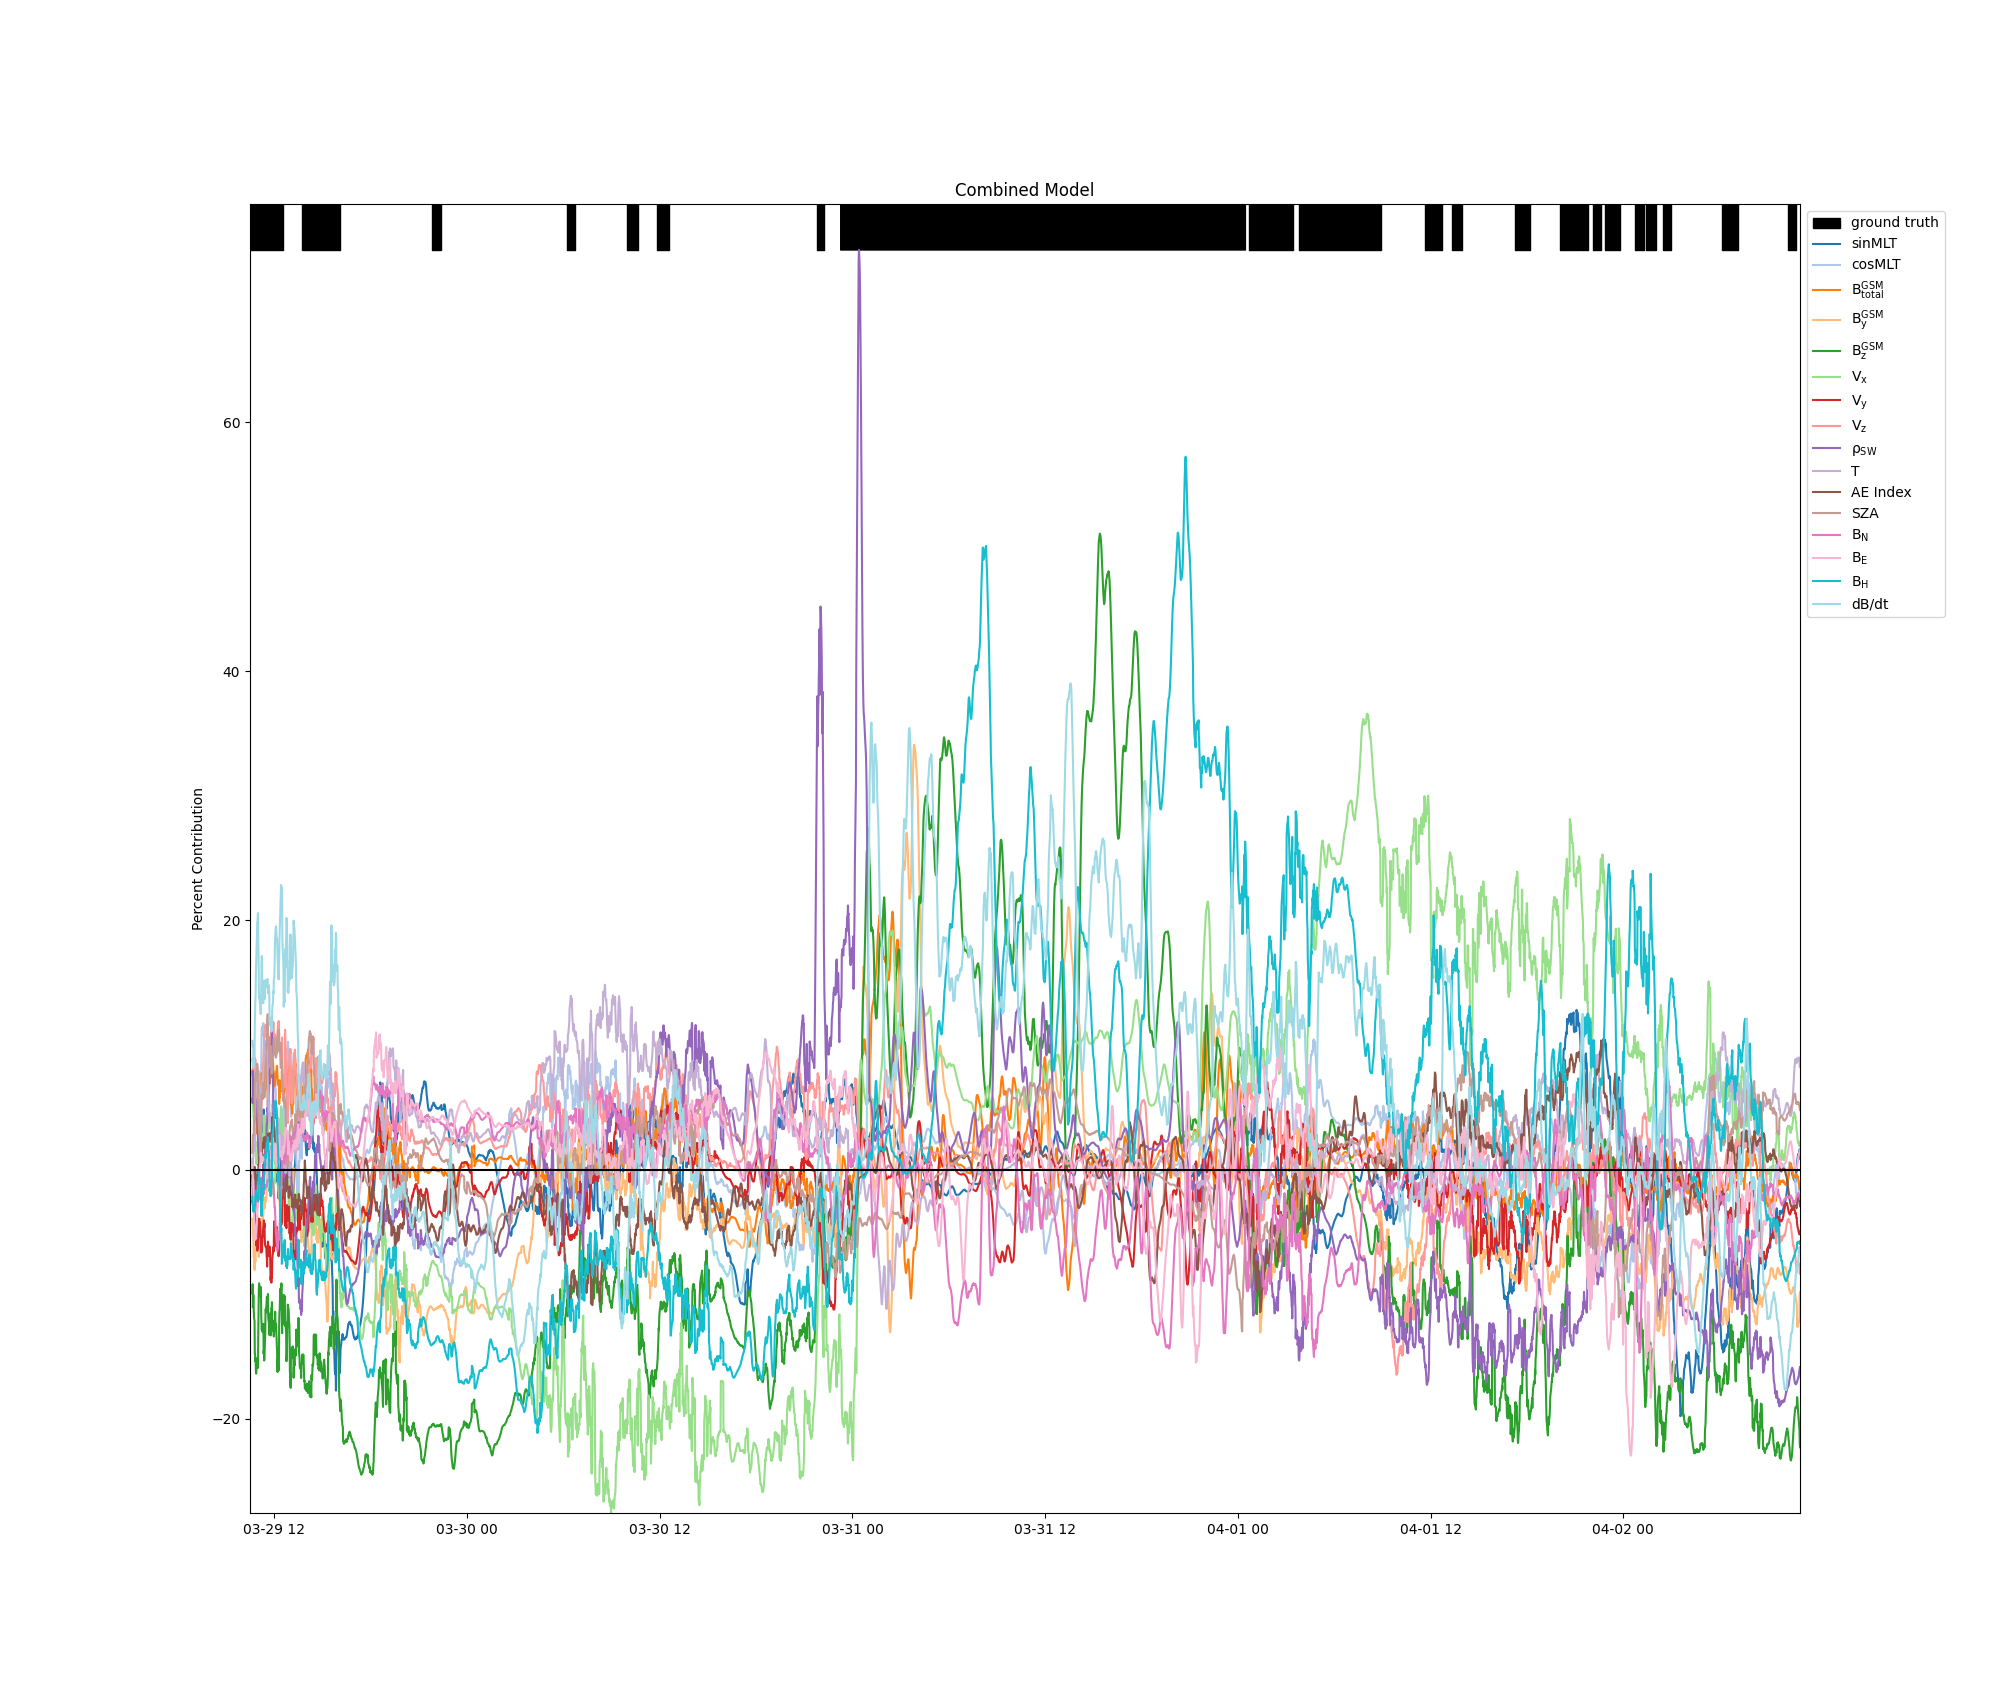 Combined Model
ground truth
sinMLT
cosMLT
B_total^GSM
B_y^GSM
B_z^GSM
V_x
V_y
V_z
ρ_SW
T
AE Index
SZA
B_N
B_E
B_H
dB/dt
Percent Contribution
60
40
20
0
−20
03-29 12
03-30 00
03-30 12
03-31 00
03-31 12
04-01 00
04-01 12
04-02 00